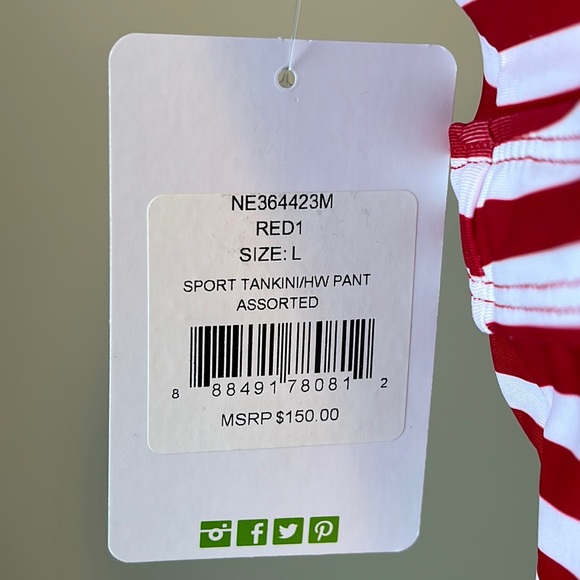 NE364423M
RED1
SIZE: L
SPORT TANKINI/HW PANT
ASSORTED
8 88491 78081 2
MSRP $150.00